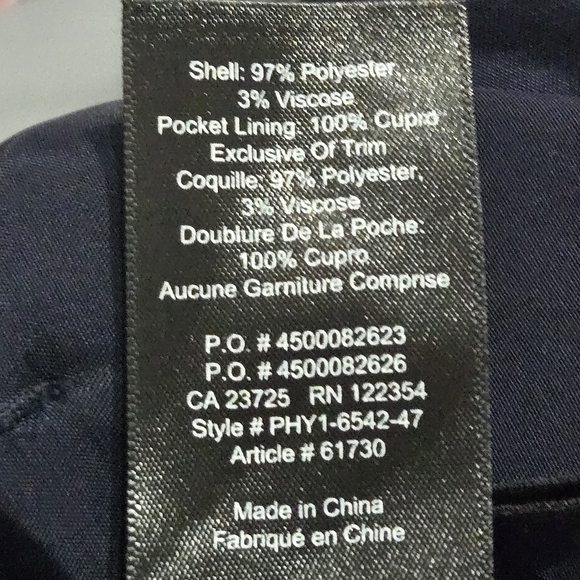 Shell: 97% Polyester,
3% Viscose
Pocket Lining: 100% Cupro
Exclusive Of Trim
Coquille: 97% Polyester,
3% Viscose
Doublure De La Poche:
100% Cupro
Aucune Garniture Comprise
P.O. # 4500082623
P.O. # 4500082626
CA 23725 RN 122354
Style # PHY1-6542-47
Article # 61730
Made in China
Fabriqué en Chine